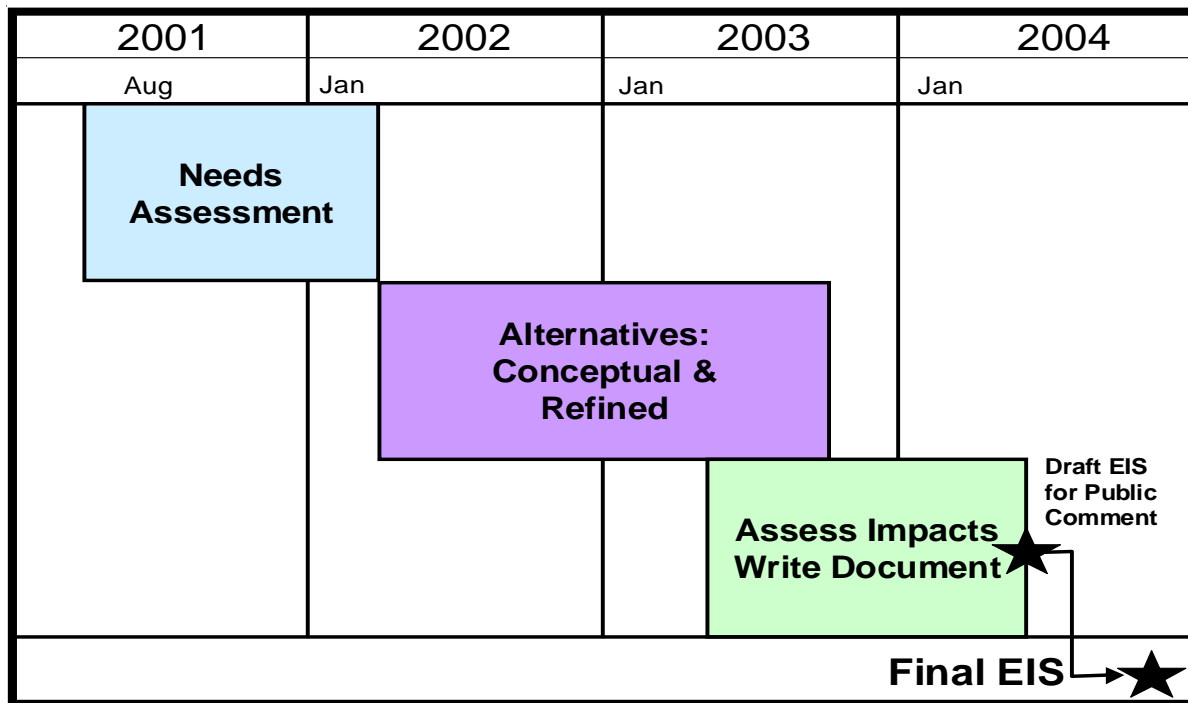 2001 2002 2003 2004
Aug Jan Jan Jan
Needs
Assessment
Alternatives:
Conceptual &
Refined
Draft EIS
for Public
Comment
Assess Impacts
Write Document
Final EIS